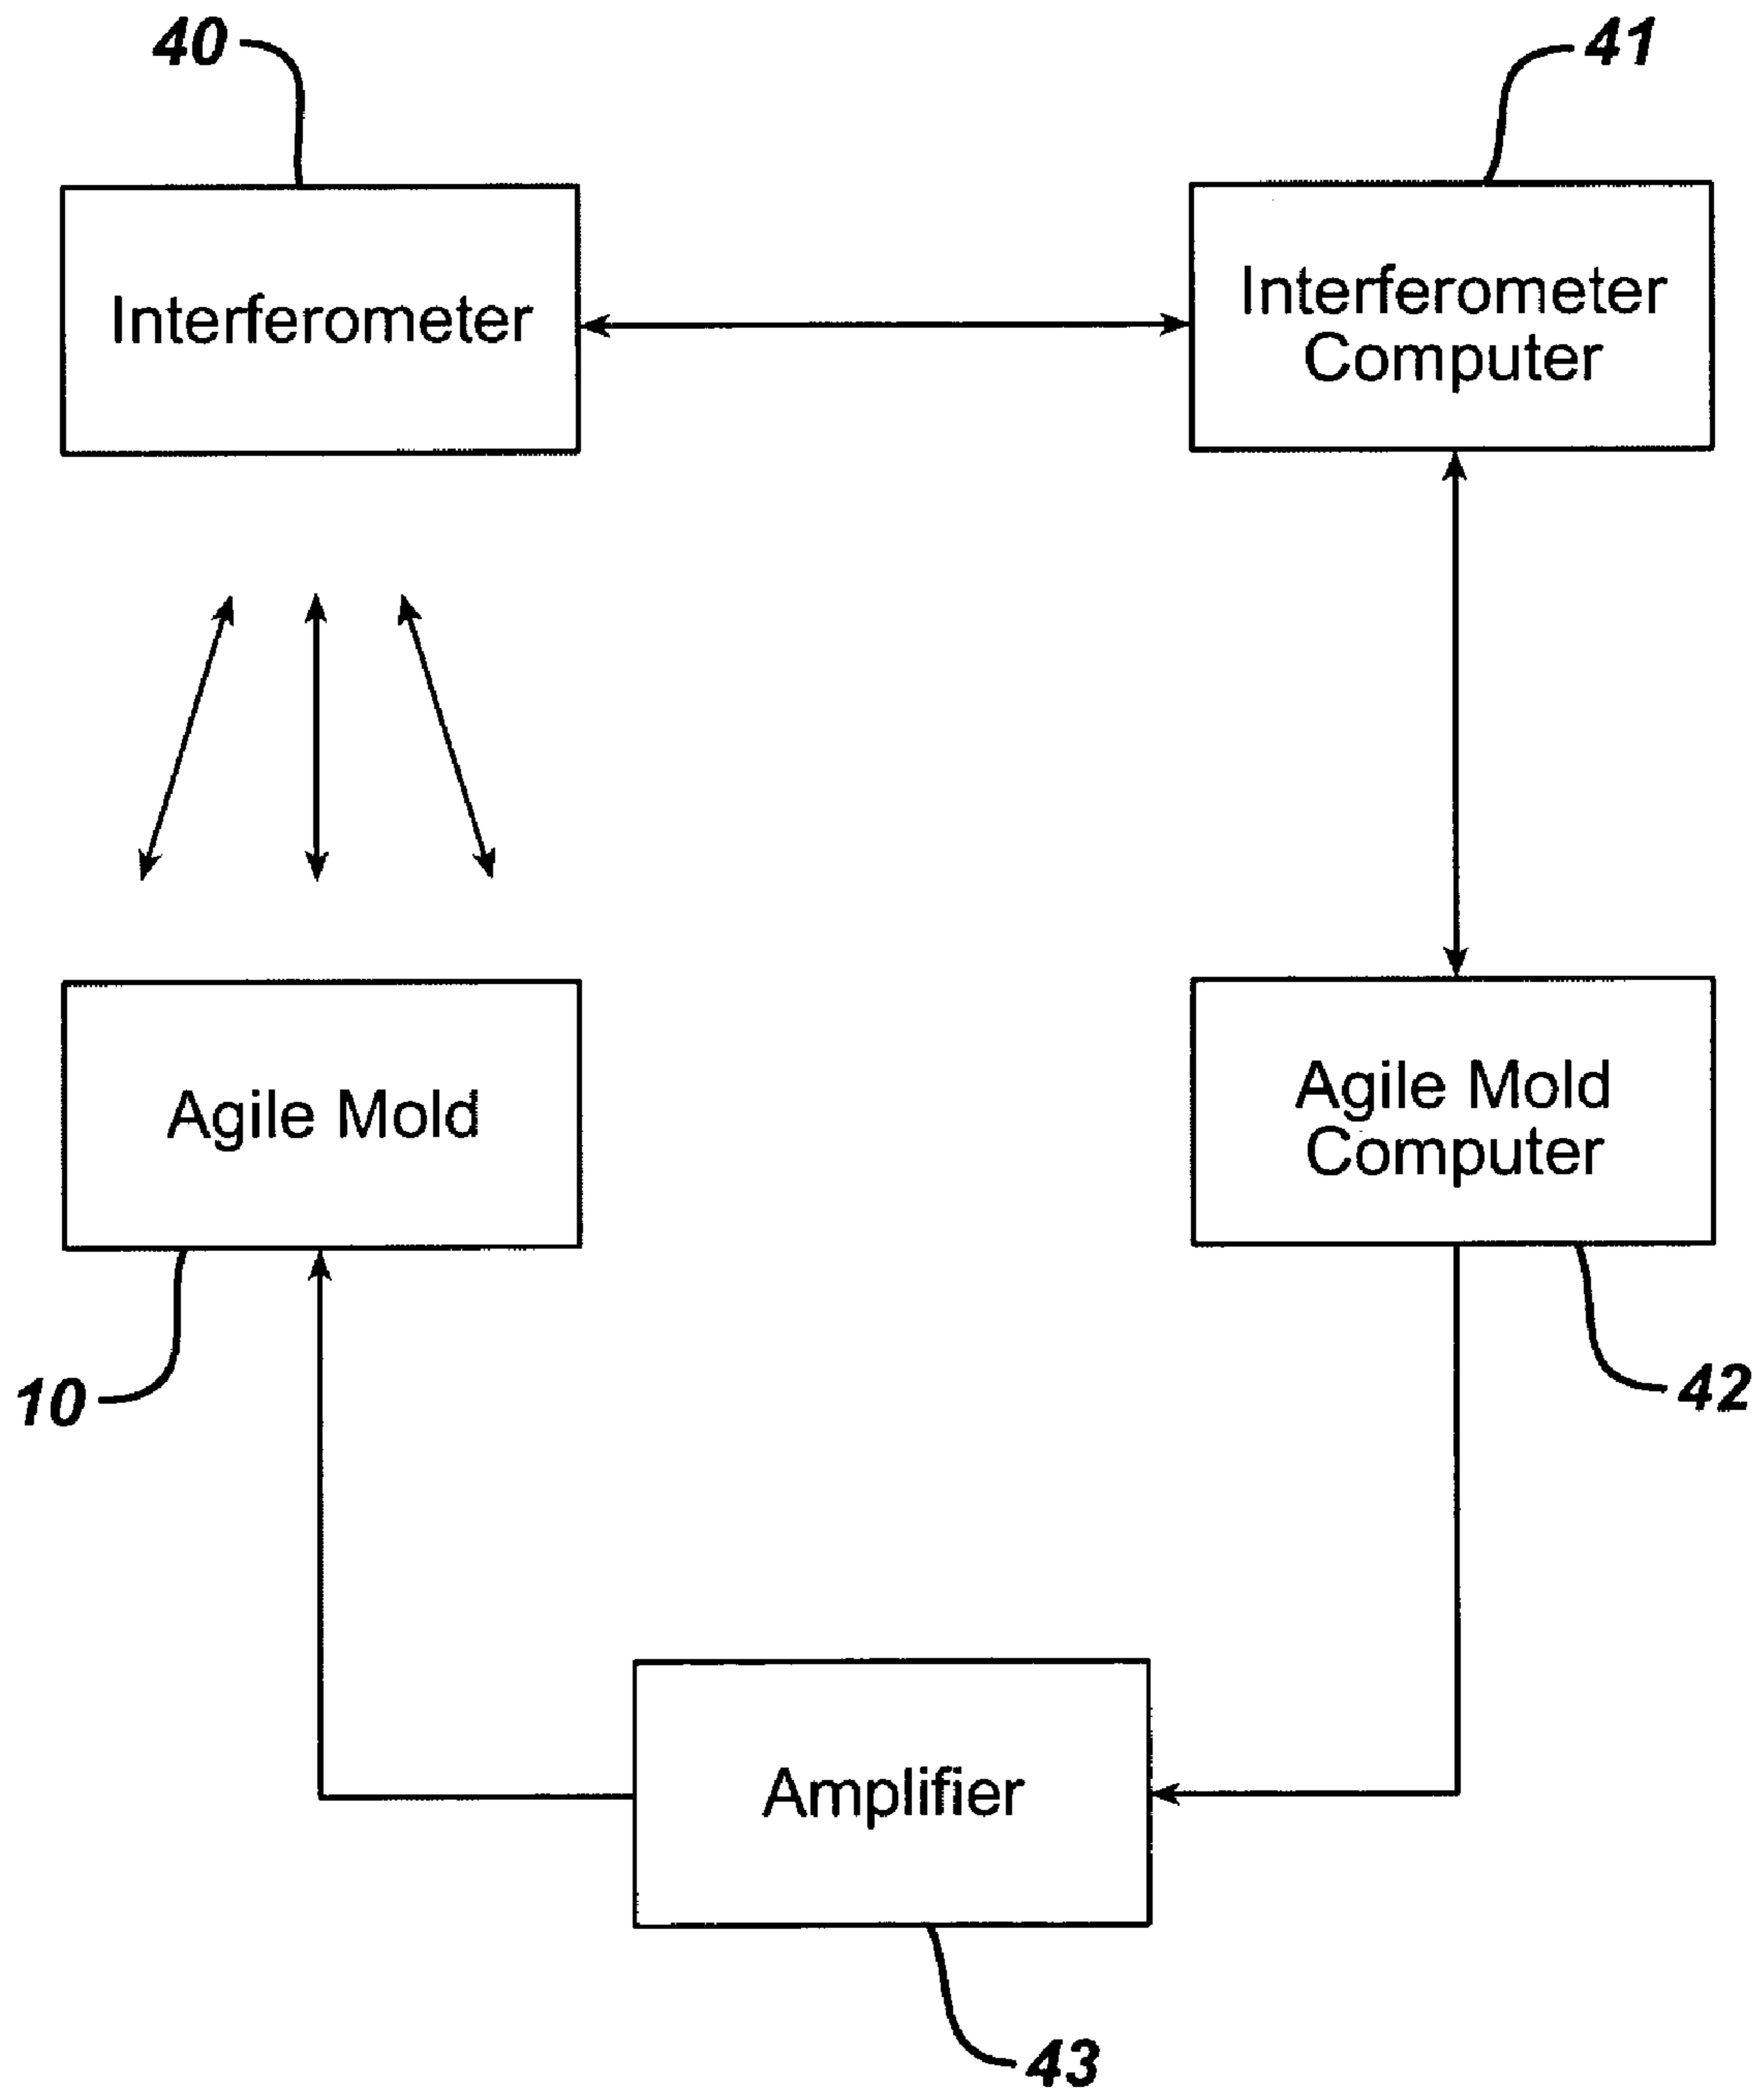 40
41
Interferometer
Interferometer
Computer
Agile Mold
Agile Mold
Computer
10
42
Amplifier
43